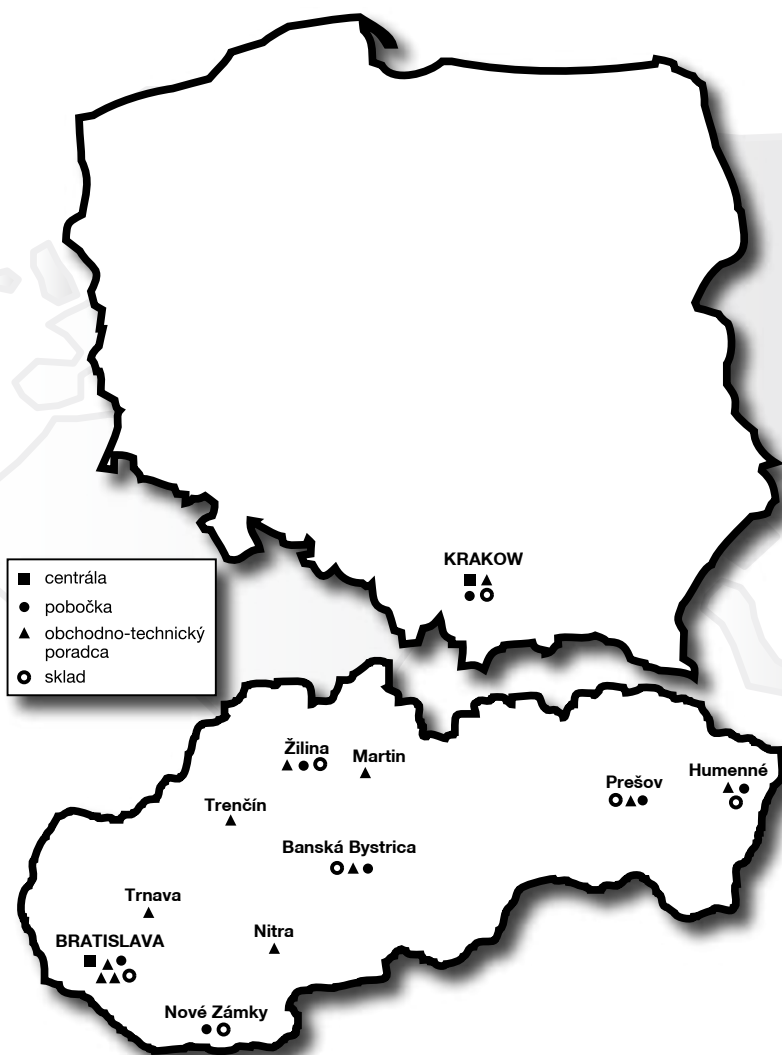 KRAKOW
centrála
pobočka
obchodno-technický
poradca
sklad
Žilina
Martin
Prešov
Humenné
Trenčín
Banská Bystrica
Trnava
Nitra
BRATISLAVA
Nové Zámky